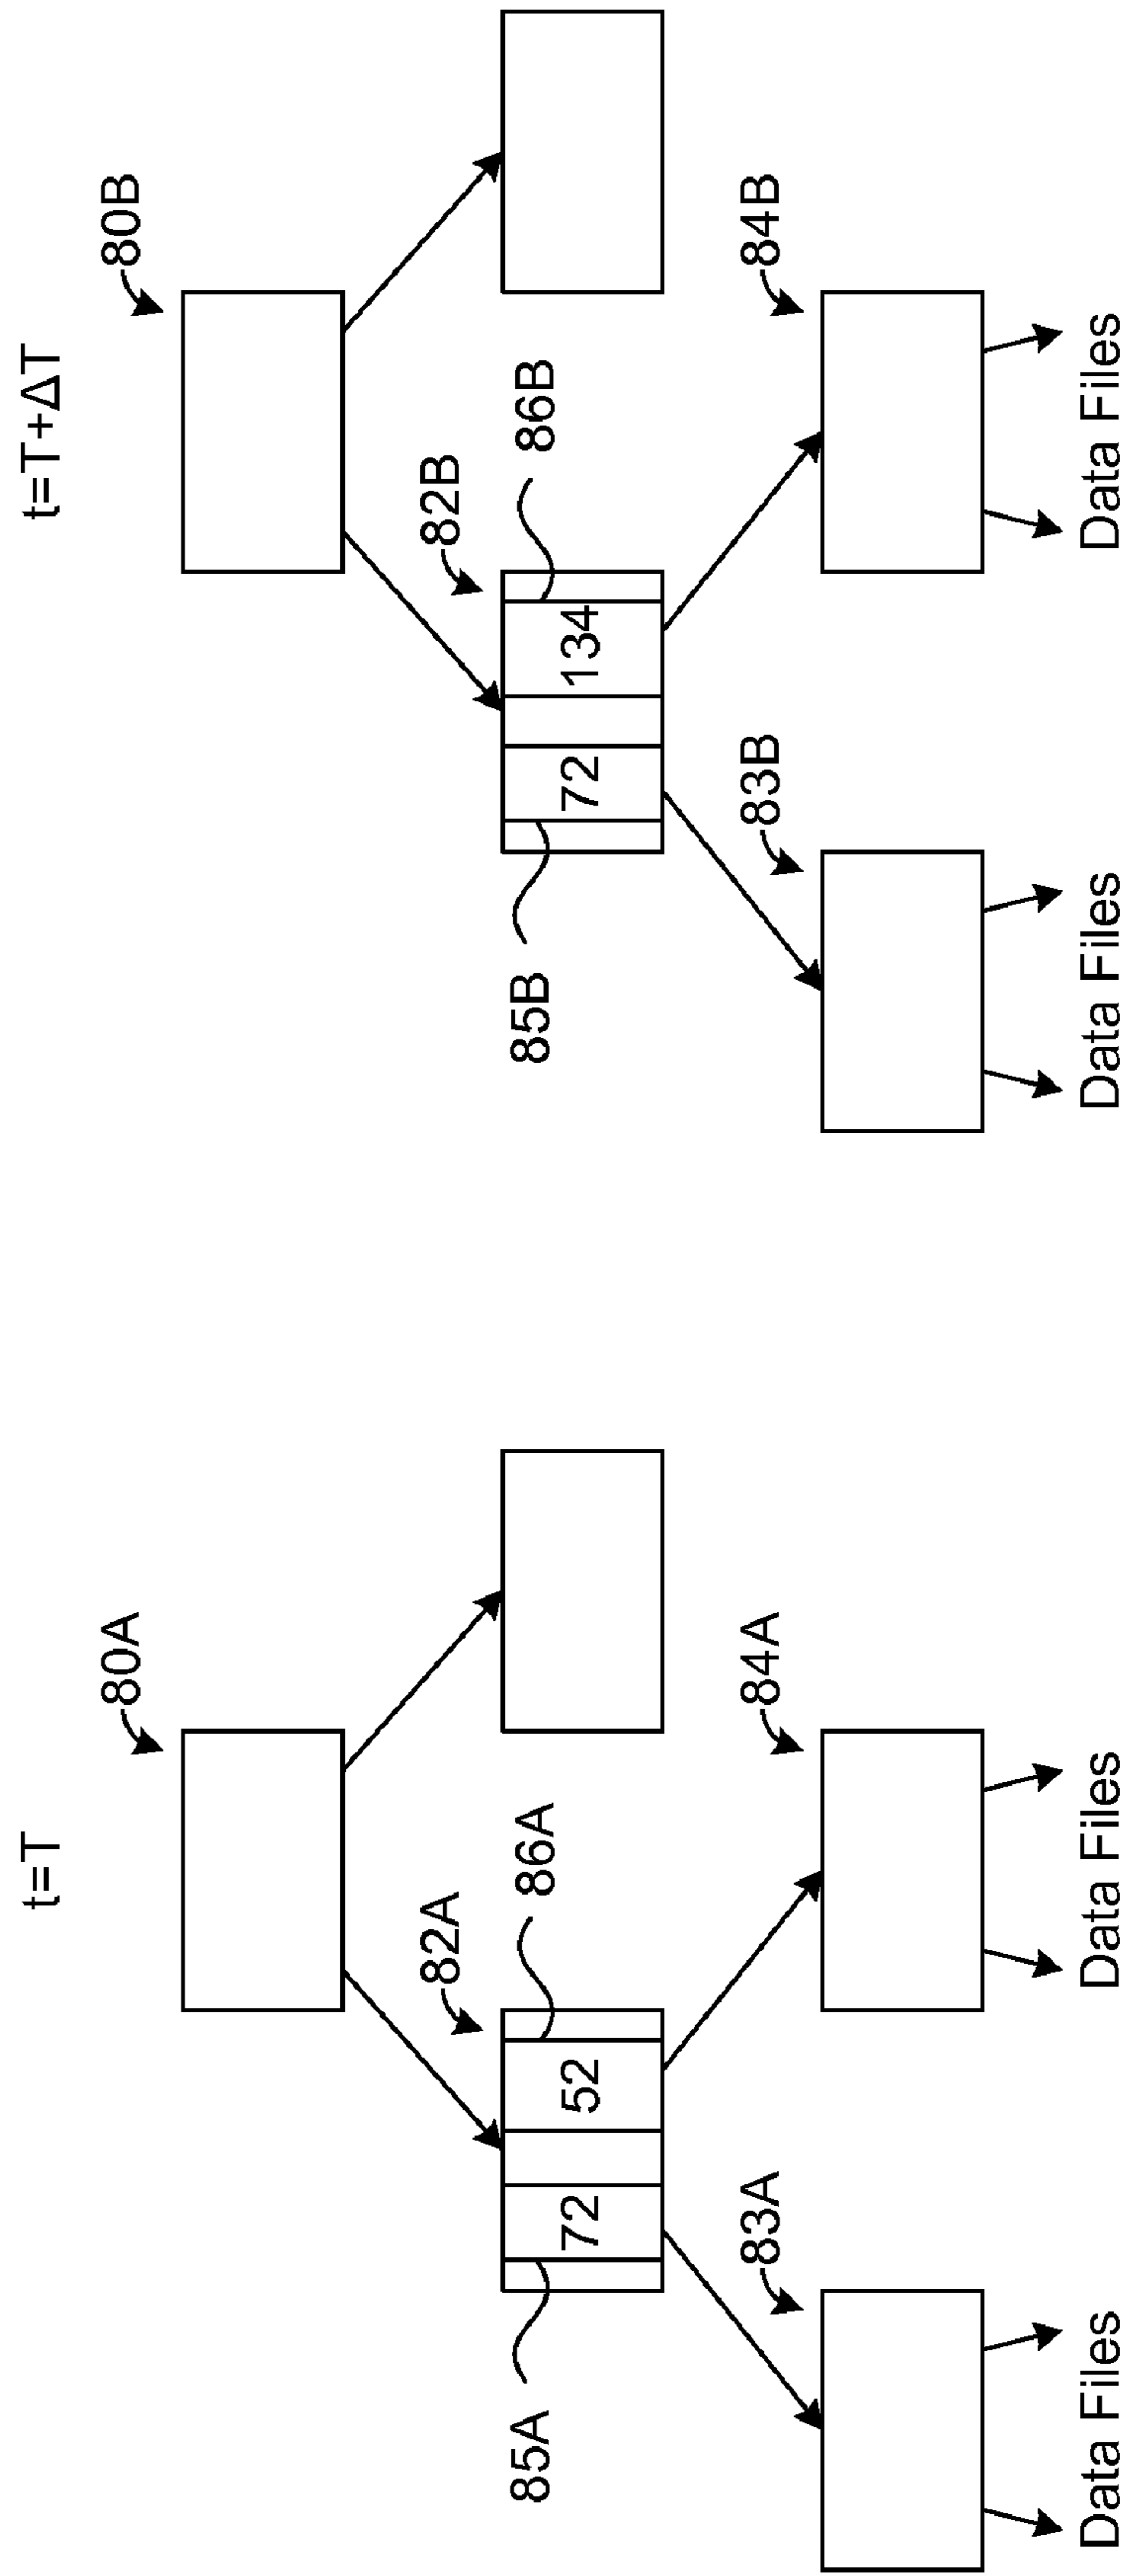 t=T
80A
82A
86A
72
52
85A
83A
84A
Data Files
Data Files
t=T+ΔT
80B
82B
86B
72
134
85B
83B
84B
Data Files
Data Files